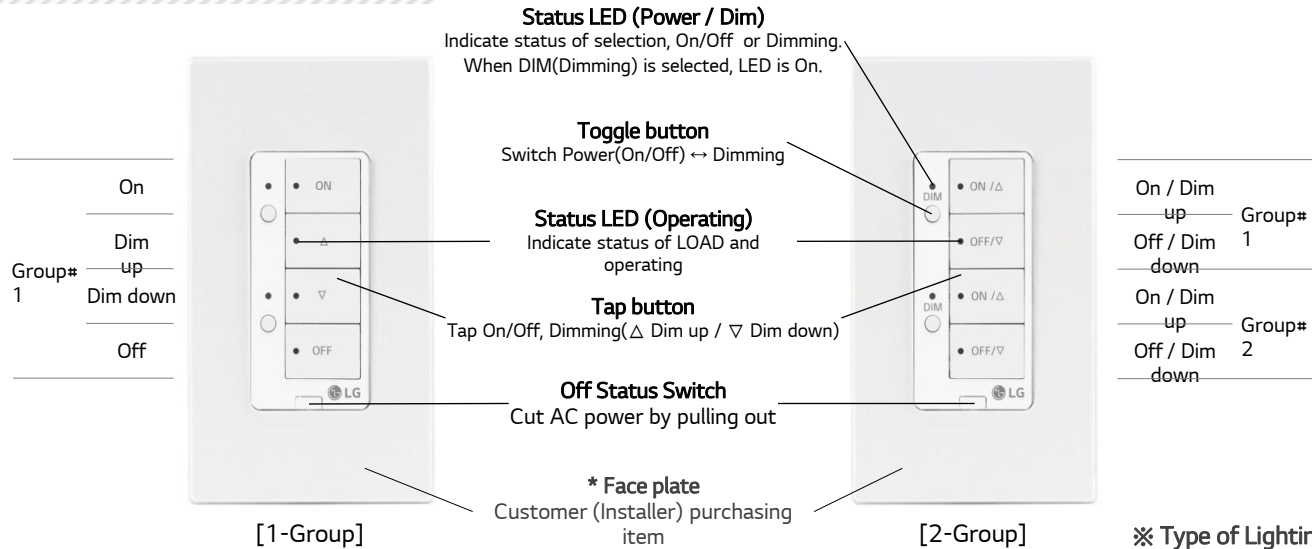 Status LED (Power / Dim)
Indicate status of selection, On/Off or Dimming.
When DIM(Dimming) is selected, LED is On.
Toggle button
Switch Power(On/Off) ↔ Dimming
Status LED (Operating)
Indicate status of LOAD and
operating
Tap button
Tap On/Off, Dimming(△ Dim up / ▽ Dim down)
Off Status Switch
Cut AC power by pulling out
* Face plate
Customer (Installer) purchasing
item
Group#
1
On
Dim
up
Dim down
Off
ON
△
▽
OFF
LG
[1-Group]
DIM
ON /△
OFF/▽
DIM
ON /△
OFF/▽
LG
[2-Group]
On / Dim
up
Off / Dim
down
Group#
1
On / Dim
up
Off / Dim
down
Group#
2